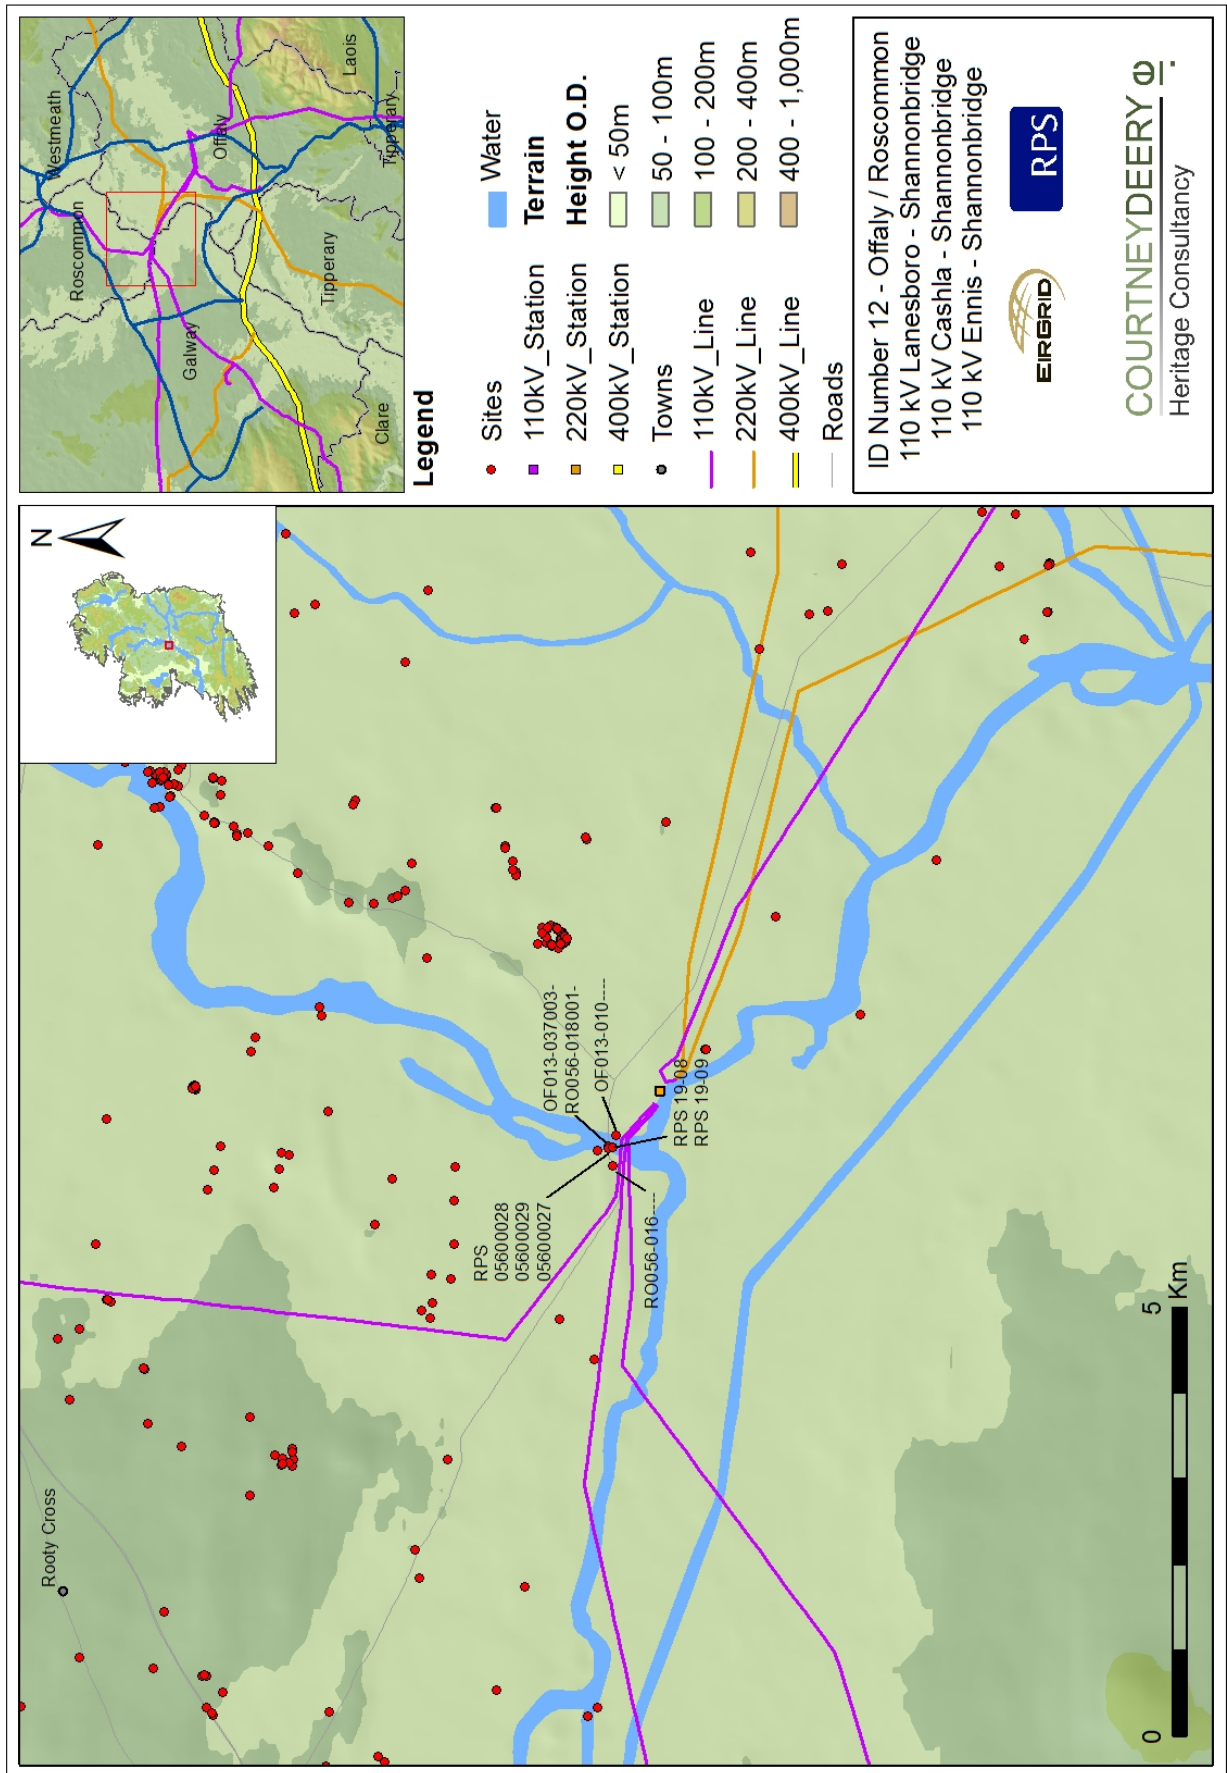 N
Rooty Cross
OF013-037003-
RO056-018001-
OF013-010----
RPS
05600028
05600029
05600027
RPS 19-08
RPS 19-09
RO056-016----
0
5
Km
Westmeath
Roscommon
Offaly
Laois
Galway
Tipperary
Tipperary
Clare
Legend
Sites
110kV_Station
220kV_Station
400kV_Station
Towns
110kV_Line
220kV_Line
400kV_Line
Roads
Water
Terrain
Height O.D.
< 50m
50 - 100m
100 - 200m
200 - 400m
400 - 1,000m
ID Number 12 - Offaly / Roscommon
110 kV Lanesboro - Shannonbridge
110 kV Cashla - Shannonbridge
110 kV Ennis - Shannonbridge
EIRGRID
RPS
COURTNEYDEERY
Heritage Consultancy